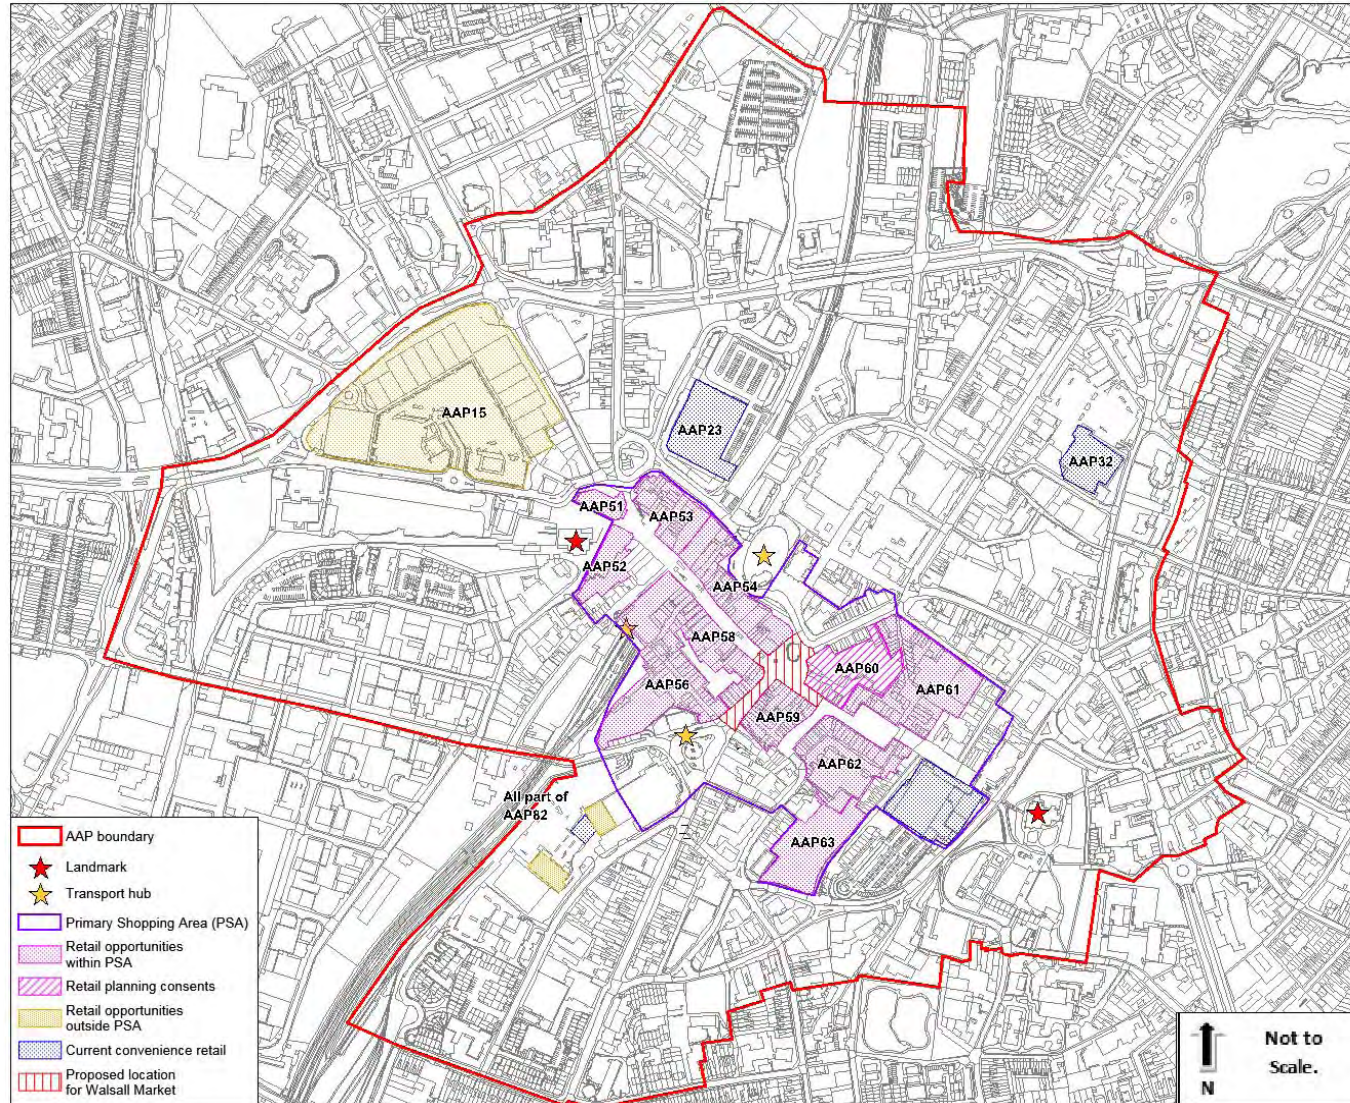 AAP15
AAP23
AAP32
AAP51
AAP53
AAP52
AAP54
AAP58
AAP60
AAP56
AAP61
AAP59
AAP62
All part of
AAP82
AAP63
AAP boundary
Landmark
Transport hub
Primary Shopping Area (PSA)
Retail opportunities
within PSA
Retail planning consents
Retail opportunities
outside PSA
Current convenience retail
Proposed location
for Walsall Market
Not to
Scale.
N